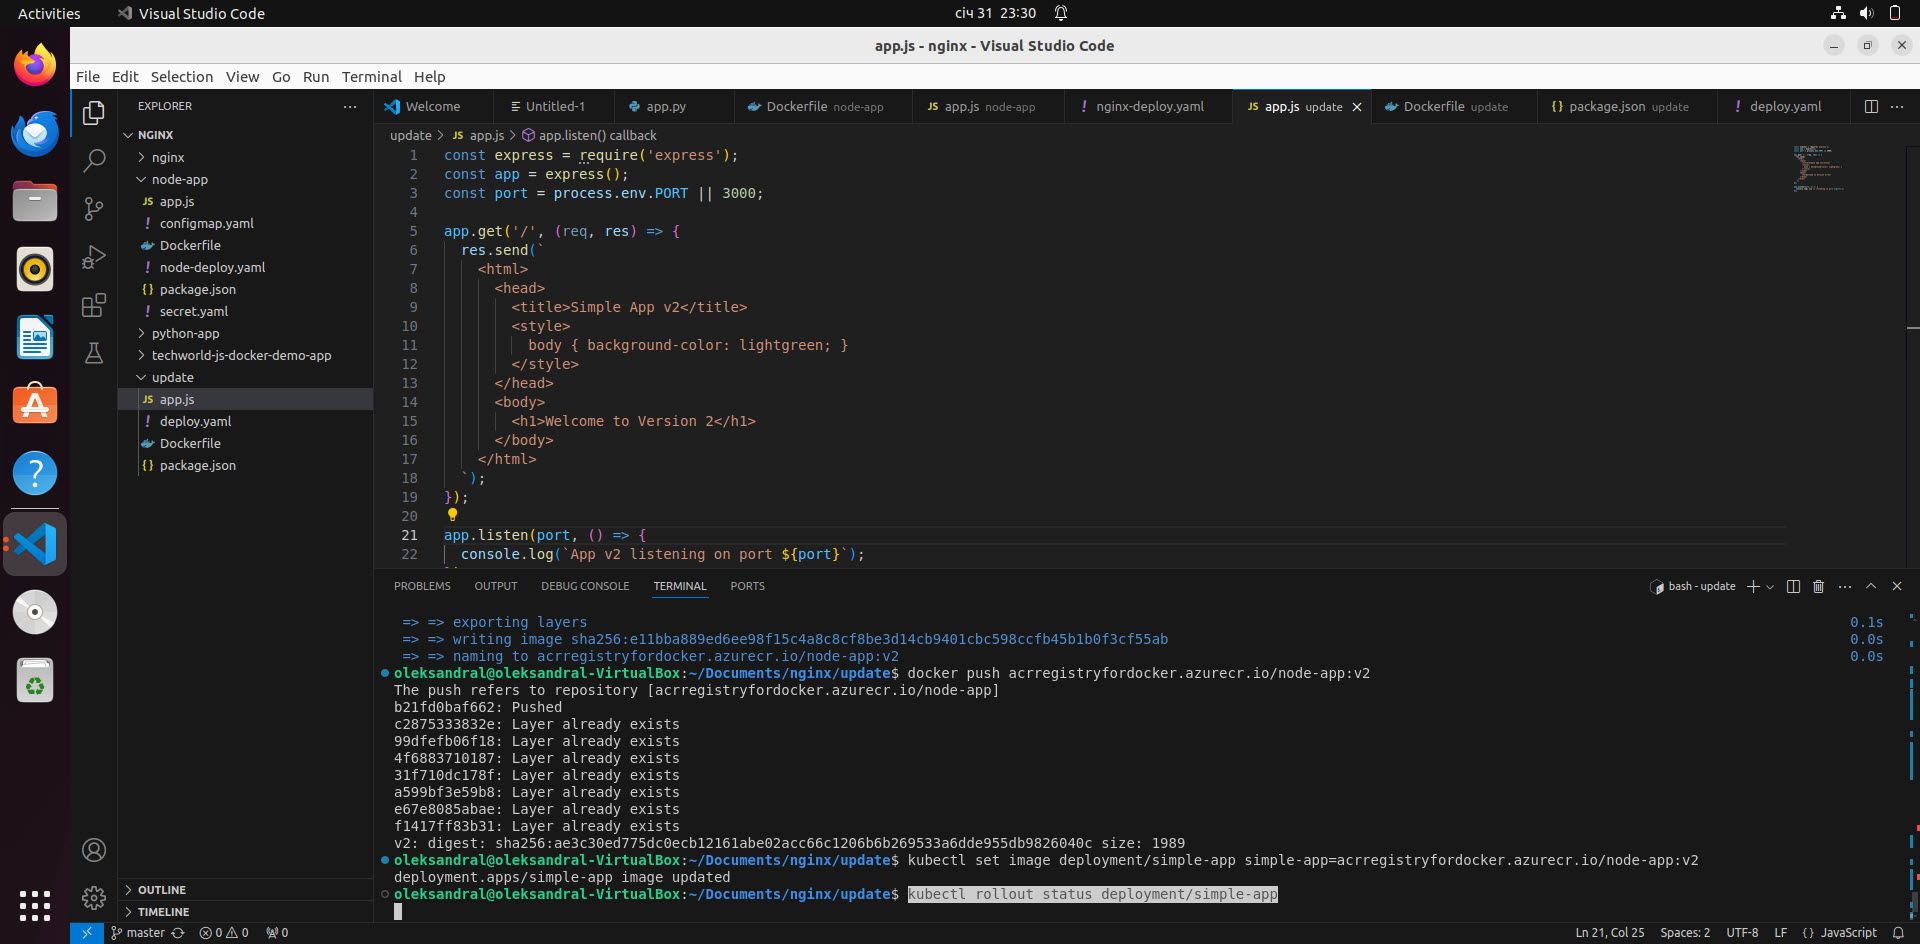 Activities
Visual Studio Code
січ 31 23:30
app.js - nginx - Visual Studio Code
File Edit Selection View Go Run Terminal Help
EXPLORER
NGINX
nginx
node-app
JS app.js
! configmap.yaml
Dockerfile
! node-deploy.yaml
{} package.json
! secret.yaml
python-app
techworld-js-docker-demo-app
update
JS app.js
! deploy.yaml
Dockerfile
{} package.json
OUTLINE
TIMELINE
Welcome
Untitled-1
app.py
Dockerfile node-app
JS app.js node-app
! nginx-deploy.yaml
JS app.js update
Dockerfile update
{} package.json update
! deploy.yaml
update > JS app.js > app.listen() callback
1 const express = require('express');
2 const app = express();
3 const port = process.env.PORT || 3000;
4
5 app.get('/', (req, res) => {
6 res.send(`
7 <html>
8 <head>
9 <title>Simple App v2</title>
10 <style>
11 body { background-color: lightgreen; }
12 </style>
13 </head>
14 <body>
15 <h1>Welcome to Version 2</h1>
16 </body>
17 </html>
18 `);
19 });
20
21 app.listen(port, () => {
22 console.log(`App v2 listening on port ${port}`);
PROBLEMS OUTPUT DEBUG CONSOLE TERMINAL PORTS
bash - update
=> => exporting layers 0.1s
=> => writing image sha256:e11bba889ed6ee98f15c4a8c8cf8be3d14cb9401cbc598ccfb45b1b0f3cf55ab 0.0s
=> => naming to acrregistryfordocker.azurecr.io/node-app:v2 0.0s
oleksandral@oleksandral-VirtualBox:~/Documents/nginx/update$ docker push acrregistryfordocker.azurecr.io/node-app:v2
The push refers to repository [acrregistryfordocker.azurecr.io/node-app]
b21fd0baf662: Pushed
c2875333832e: Layer already exists
99dfefb06f18: Layer already exists
4f6883710187: Layer already exists
31f710dc178f: Layer already exists
a599bf3e59b8: Layer already exists
e67e8085abae: Layer already exists
f1417ff83b31: Layer already exists
v2: digest: sha256:ae3c30ed775dc0ecb12161abe02acc66c1206b6b269533a6dde955db9826040c size: 1989
oleksandral@oleksandral-VirtualBox:~/Documents/nginx/update$ kubectl set image deployment/simple-app simple-app=acrregistryfordocker.azurecr.io/node-app:v2
deployment.apps/simple-app image updated
oleksandral@oleksandral-VirtualBox:~/Documents/nginx/update$ kubectl rollout status deployment/simple-app
master 0 0 0
Ln 21, Col 25 Spaces: 2 UTF-8 LF {} JavaScript